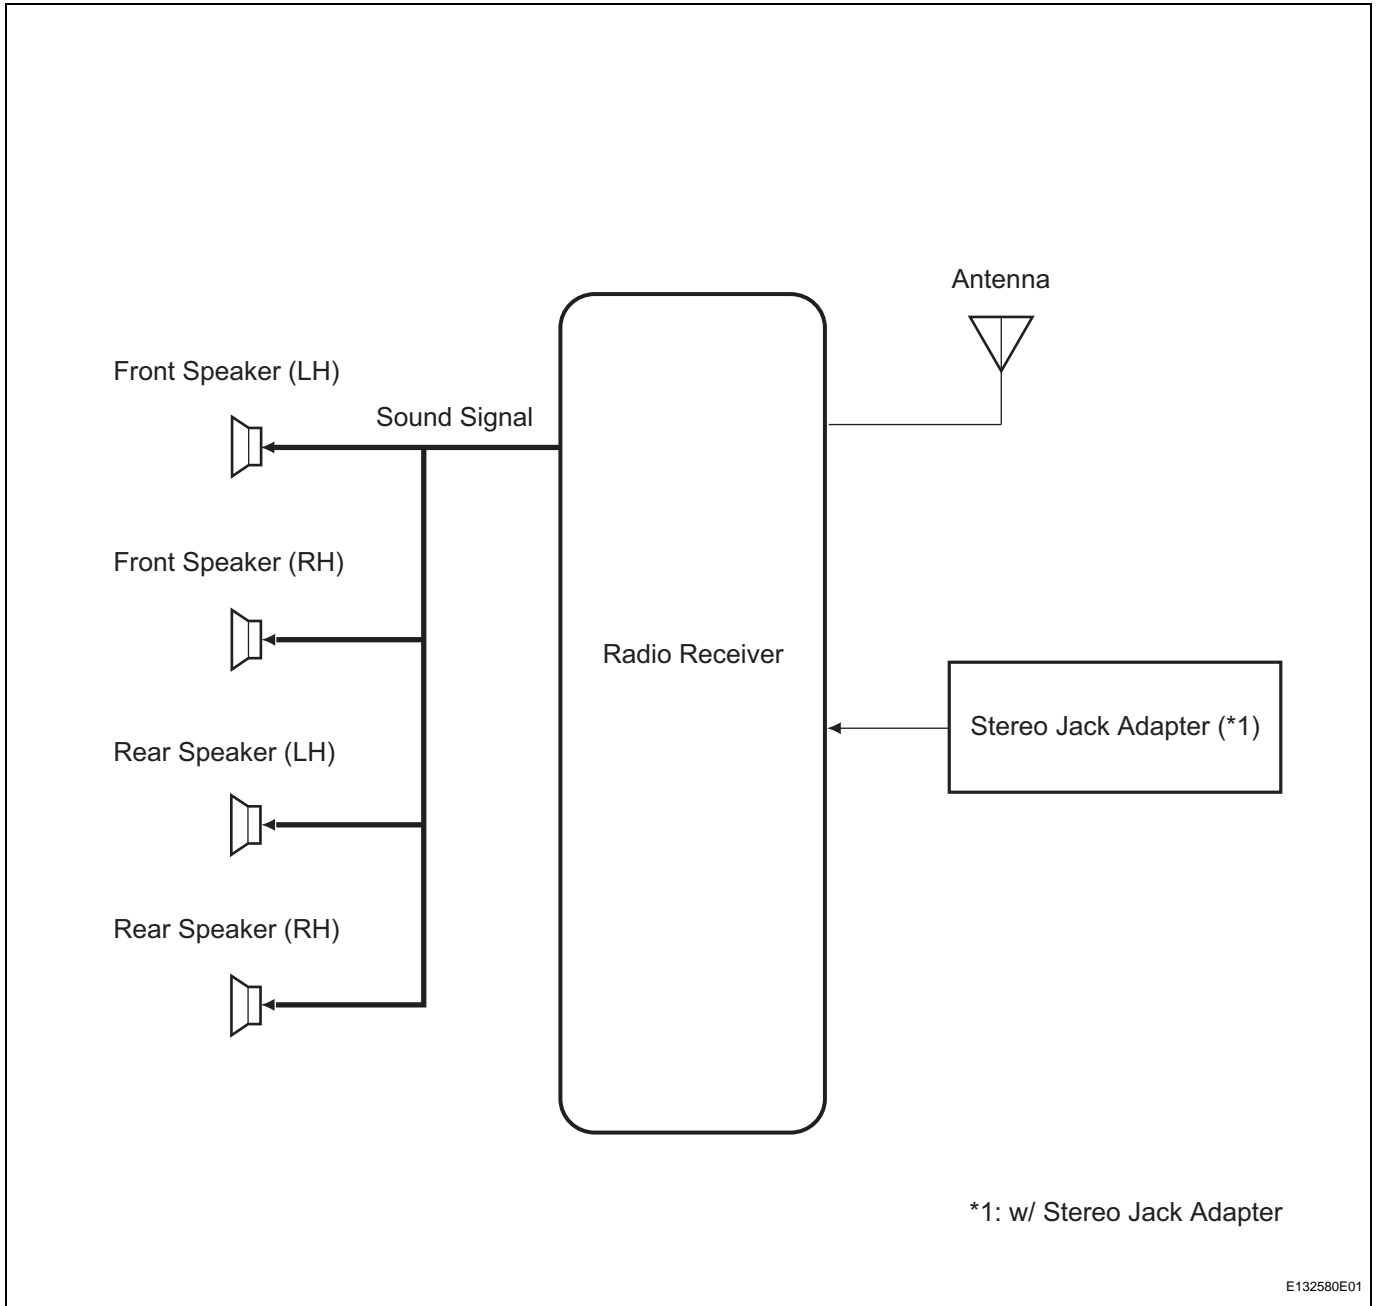 Antenna
Front Speaker (LH)
Sound Signal
Front Speaker (RH)
Radio Receiver
Stereo Jack Adapter (*1)
Rear Speaker (LH)
Rear Speaker (RH)
*1: w/ Stereo Jack Adapter
E132580E01